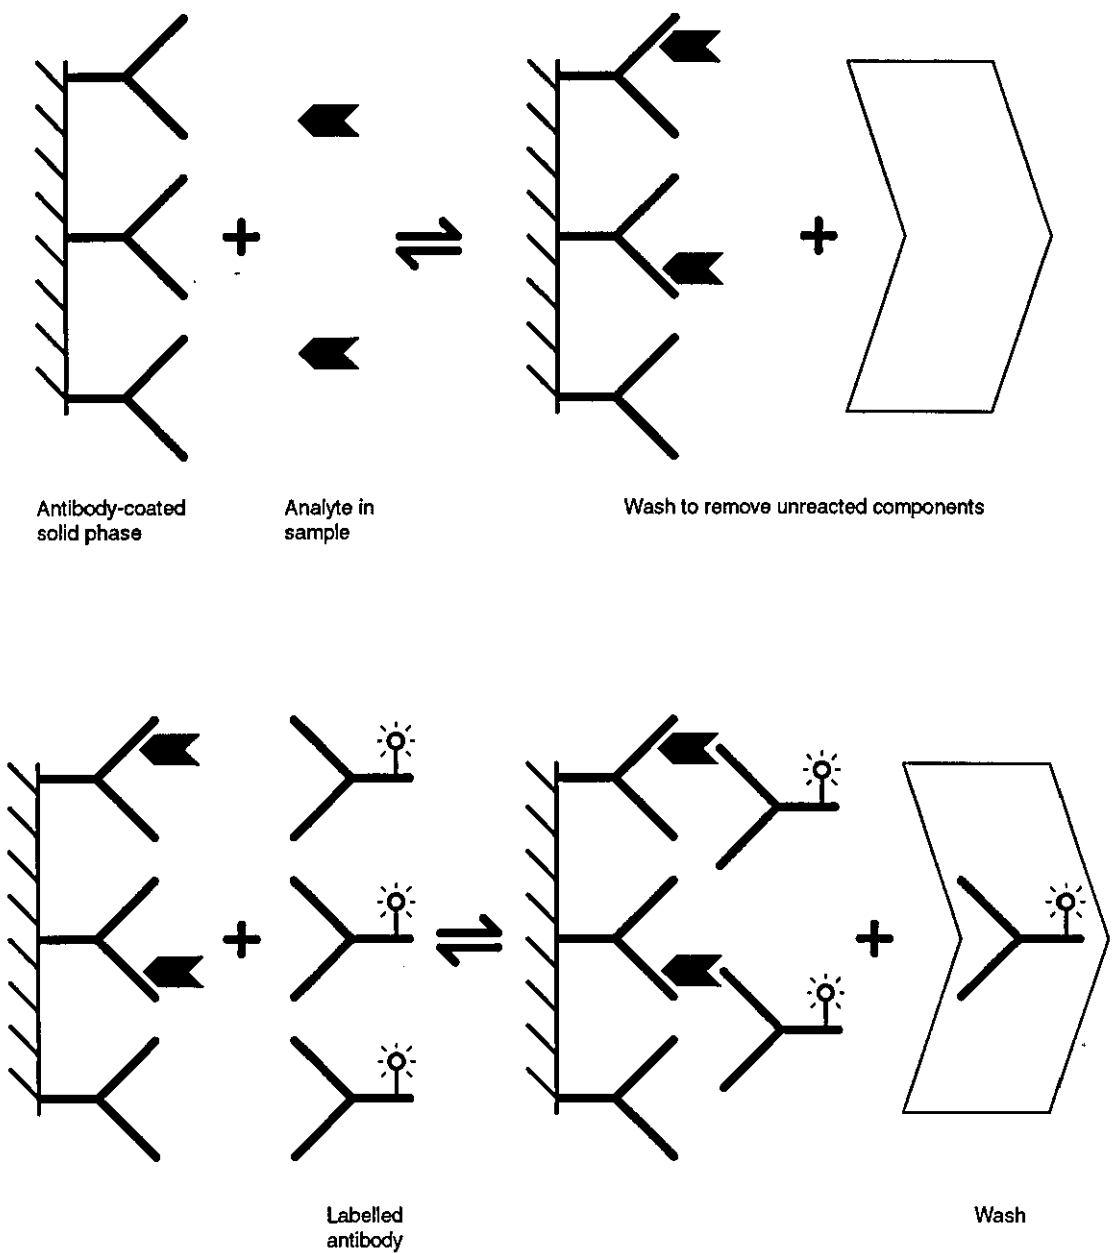 Antibody-coated
solid phase
Analyte in
sample
Wash to remove unreacted components
Labelled
antibody
Wash